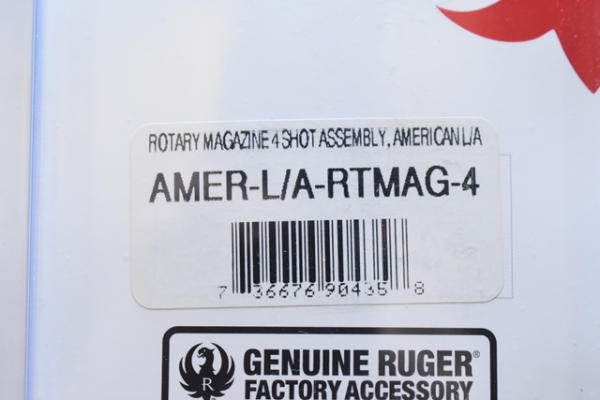 ROTARY MAGAZINE 4 SHOT ASSEMBLY, AMERICAN L/A
AMER-L/A-RTMAG-4
7 36676 90435 8
R
GENUINE RUGER®
FACTORY ACCESSORY